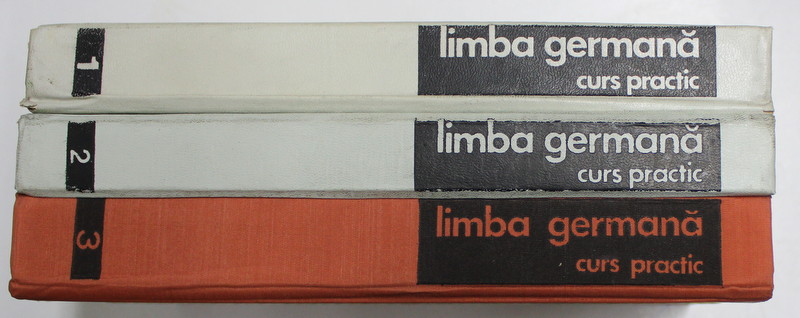 1
limba germană
curs practic
2
limba germană
curs practic
3
limba germană
curs practic